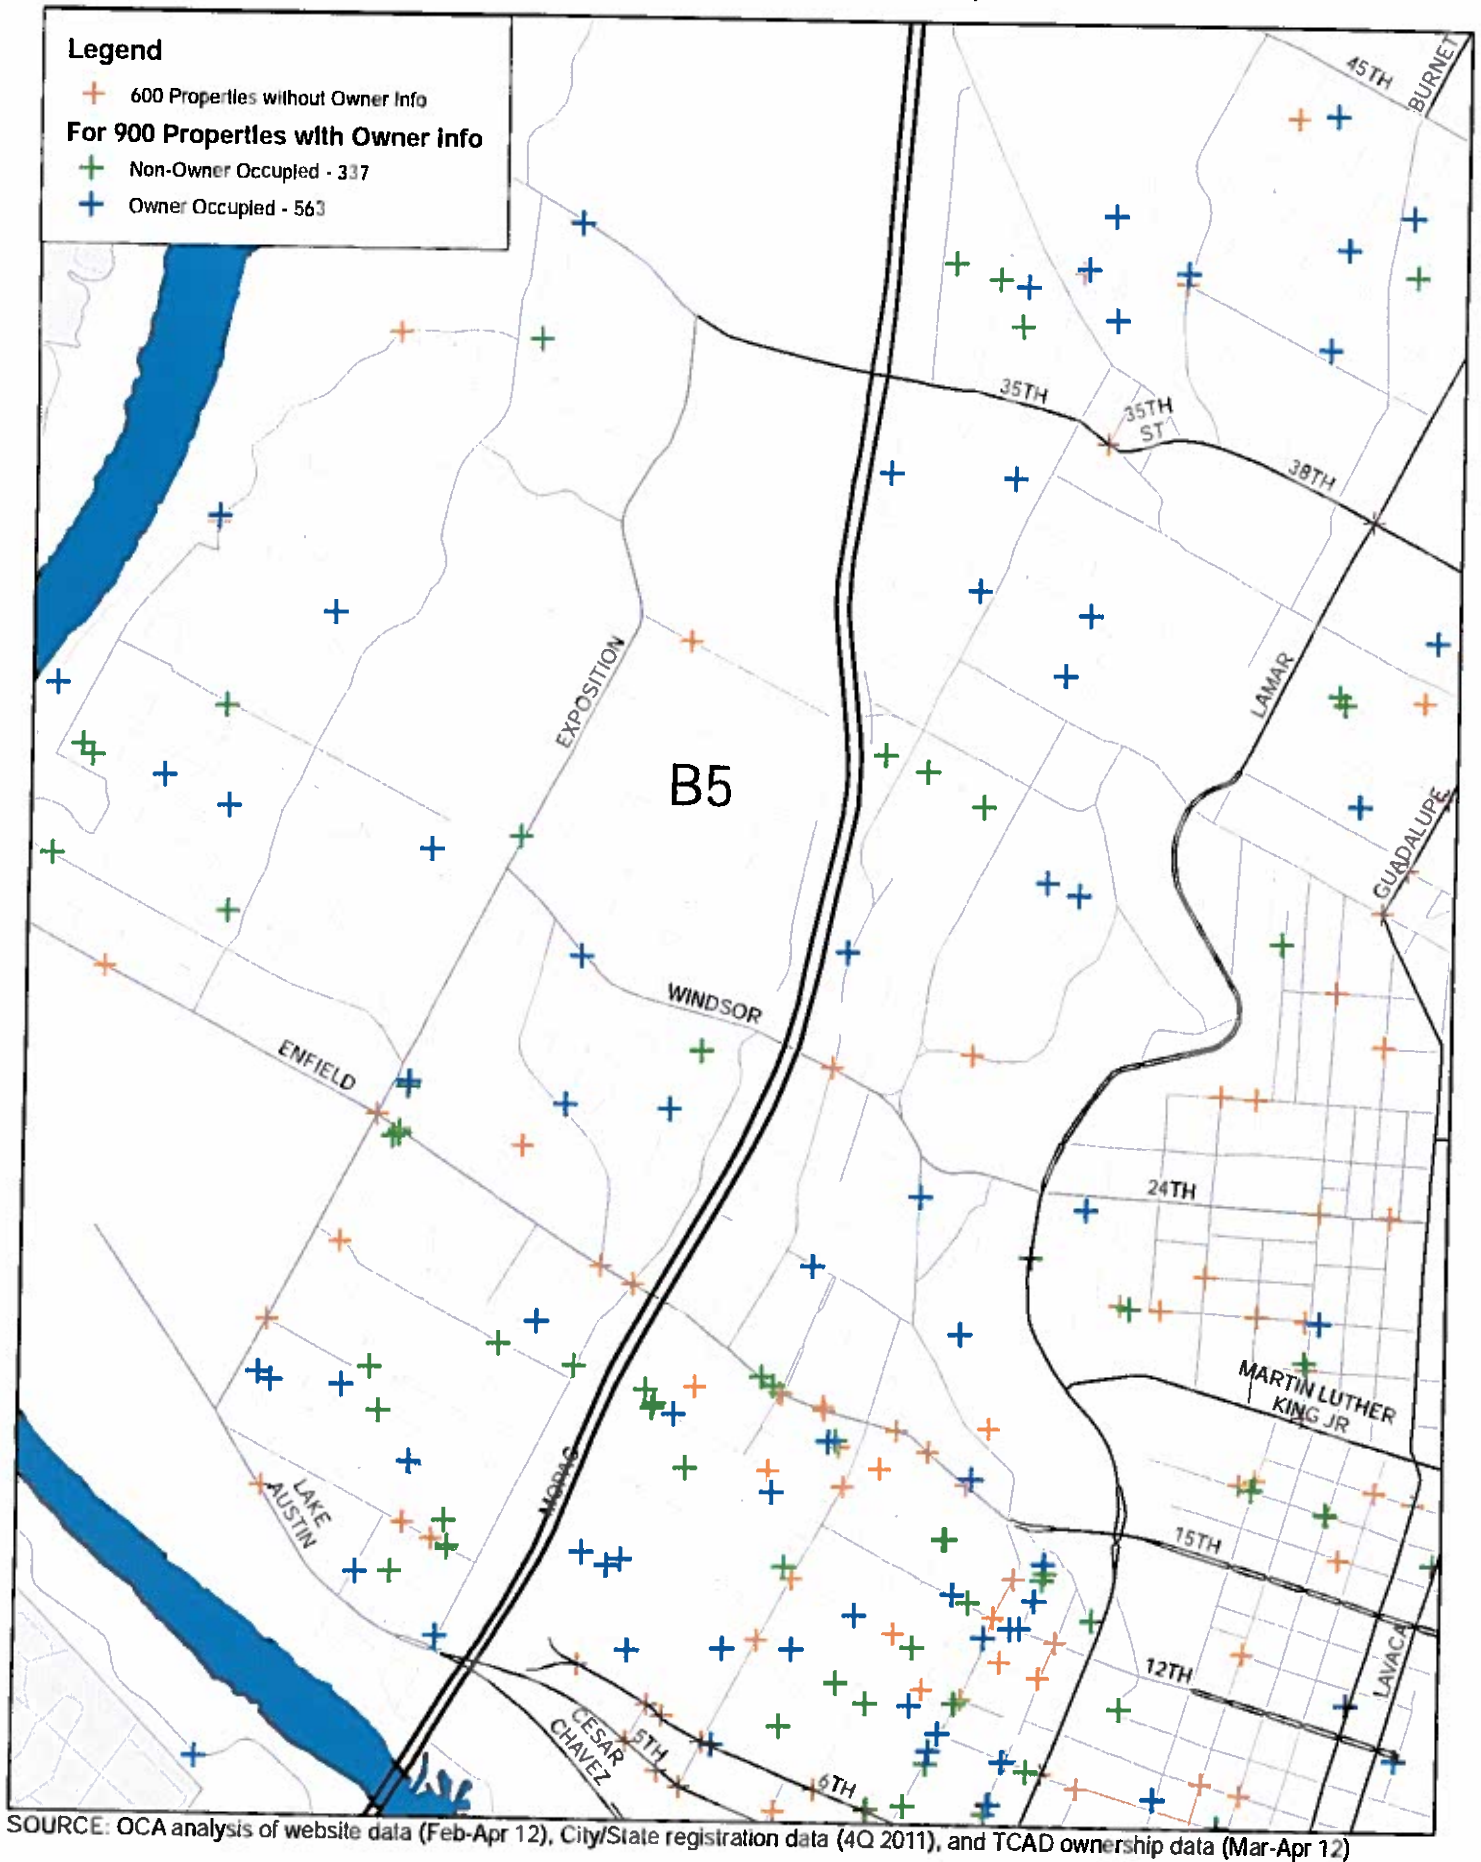 Legend
600 Properties without Owner Info
For 900 Properties with Owner Info
Non-Owner Occupied - 337
Owner Occupied - 563
45TH
BURNET
35TH
35TH
ST
38TH
EXPOSITION
LAMAR
B5
GUADALUPE
WINDSOR
ENFIELD
24TH
MARTIN LUTHER
KING JR
MOPAC
LAKE
AUSTIN
15TH
12TH
LAVACA
CESAR
CHAVEZ
5TH
6TH
SOURCE: OCA analysis of website data (Feb-Apr 12), City/State registration data (4Q 2011), and TCAD ownership data (Mar-Apr 12)